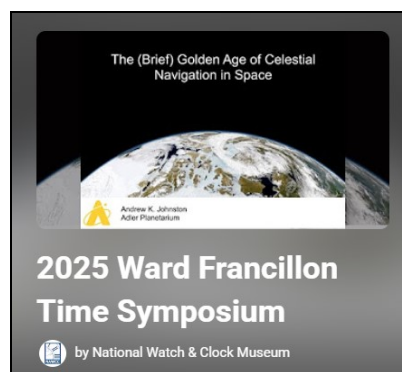 The (Brief) Golden Age of Celestial
Navigation in Space
Andrew K. Johnston
Adler Planetarium
2025 Ward Francillon
Time Symposium
by National Watch & Clock Museum